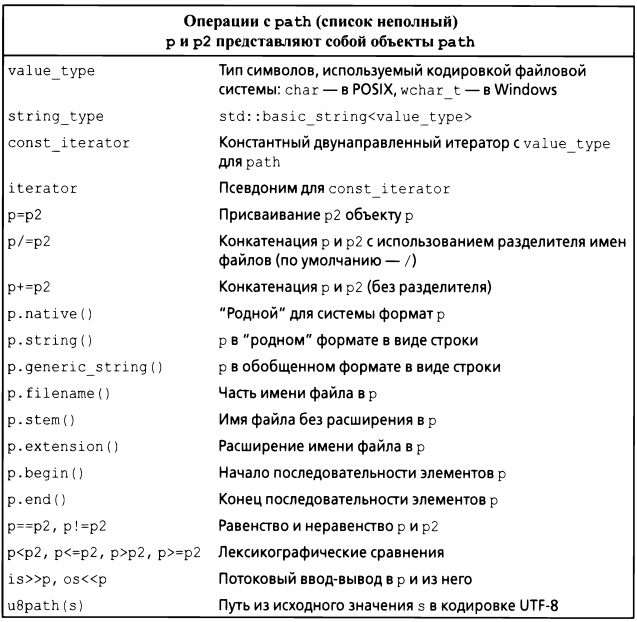 Операции с path (список неполный)
p и p2 представляют собой объекты path
value_type Тип символов, используемый кодировкой файловой
системы: char — в POSIX, wchar_t — в Windows
string_type std::basic_string<value_type>
const_iterator Константный двунаправленный итератор с value_type
для path
iterator Псевдоним для const_iterator
p=p2 Присваивание p2 объекту p
p/=p2 Конкатенация p и p2 с использованием разделителя имен
файлов (по умолчанию — /)
p+=p2 Конкатенация p и p2 (без разделителя)
p.native() "Родной" для системы формат p
p.string() p в "родном" формате в виде строки
p.generic_string() p в обобщенном формате в виде строки
p.filename() Часть имени файла в p
p.stem() Имя файла без расширения в p
p.extension() Расширение имени файла в p
p.begin() Начало последовательности элементов p
p.end() Конец последовательности элементов p
p==p2, p!=p2 Равенство и неравенство p и p2
p<p2, p<=p2, p>p2, p>=p2 Лексикографические сравнения
is>>p, os<<p Потоковый ввод-вывод в p и из него
u8path(s) Путь из исходного значения s в кодировке UTF-8